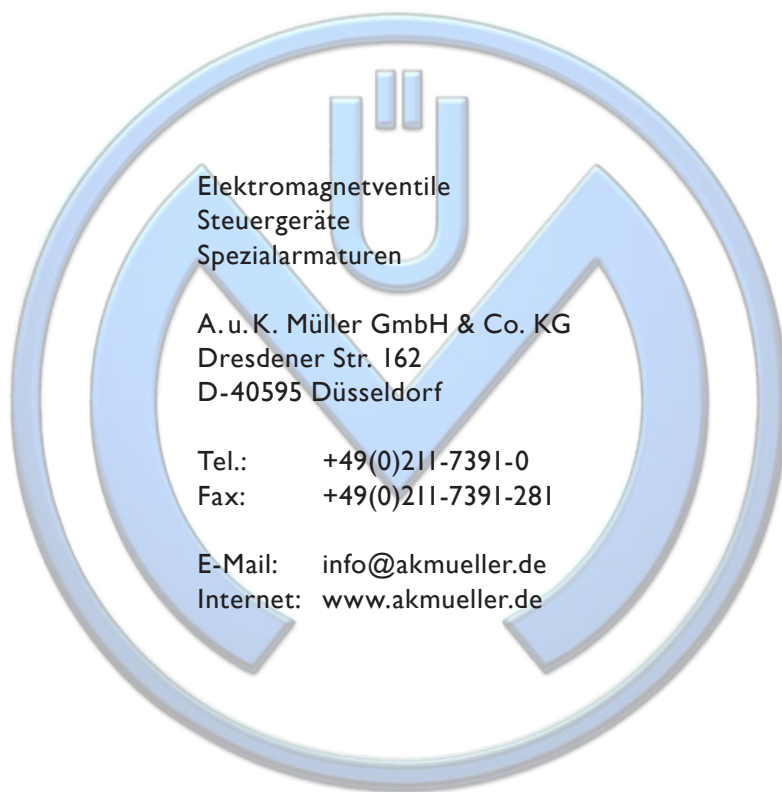 Ü
Elektromagnetventile
Steuergeräte
Spezialarmaturen
A. u. K. Müller GmbH & Co. KG
Dresdener Str. 162
D-40595 Düsseldorf
Tel.: +49(0)211-7391-0
Fax: +49(0)211-7391-281
E-Mail: info@akmueller.de
Internet: www.akmueller.de